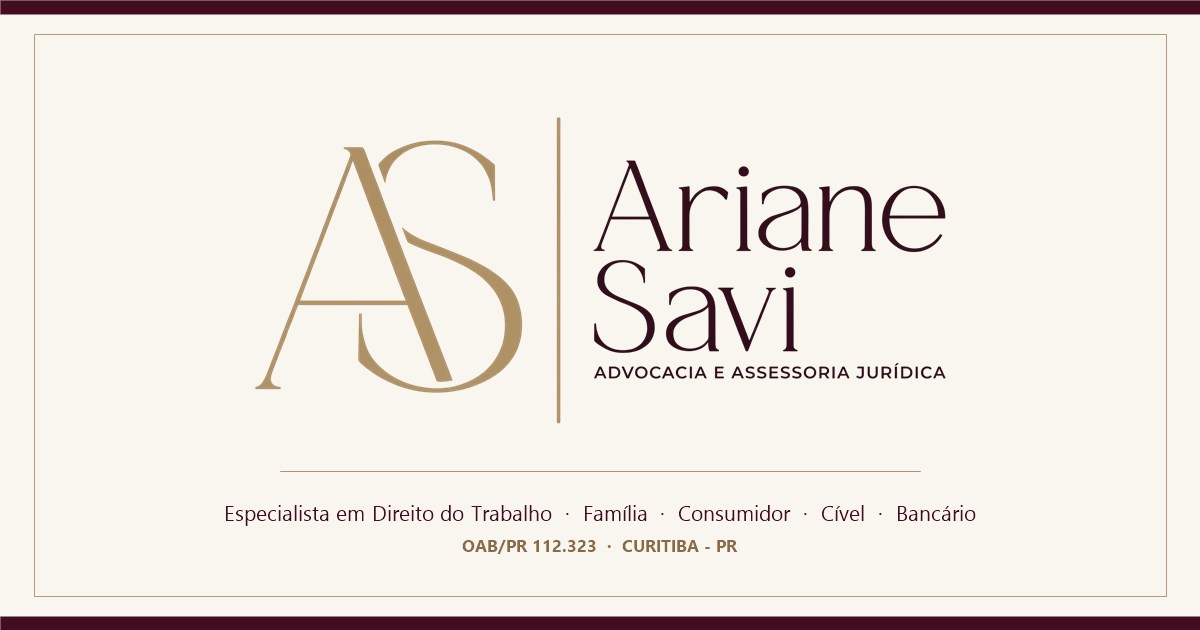 AS
Ariane
Savi
ADVOCACIA E ASSESSORIA JURÍDICA
Especialista em Direito do Trabalho · Família · Consumidor · Cível · Bancário
OAB/PR 112.323 · CURITIBA - PR